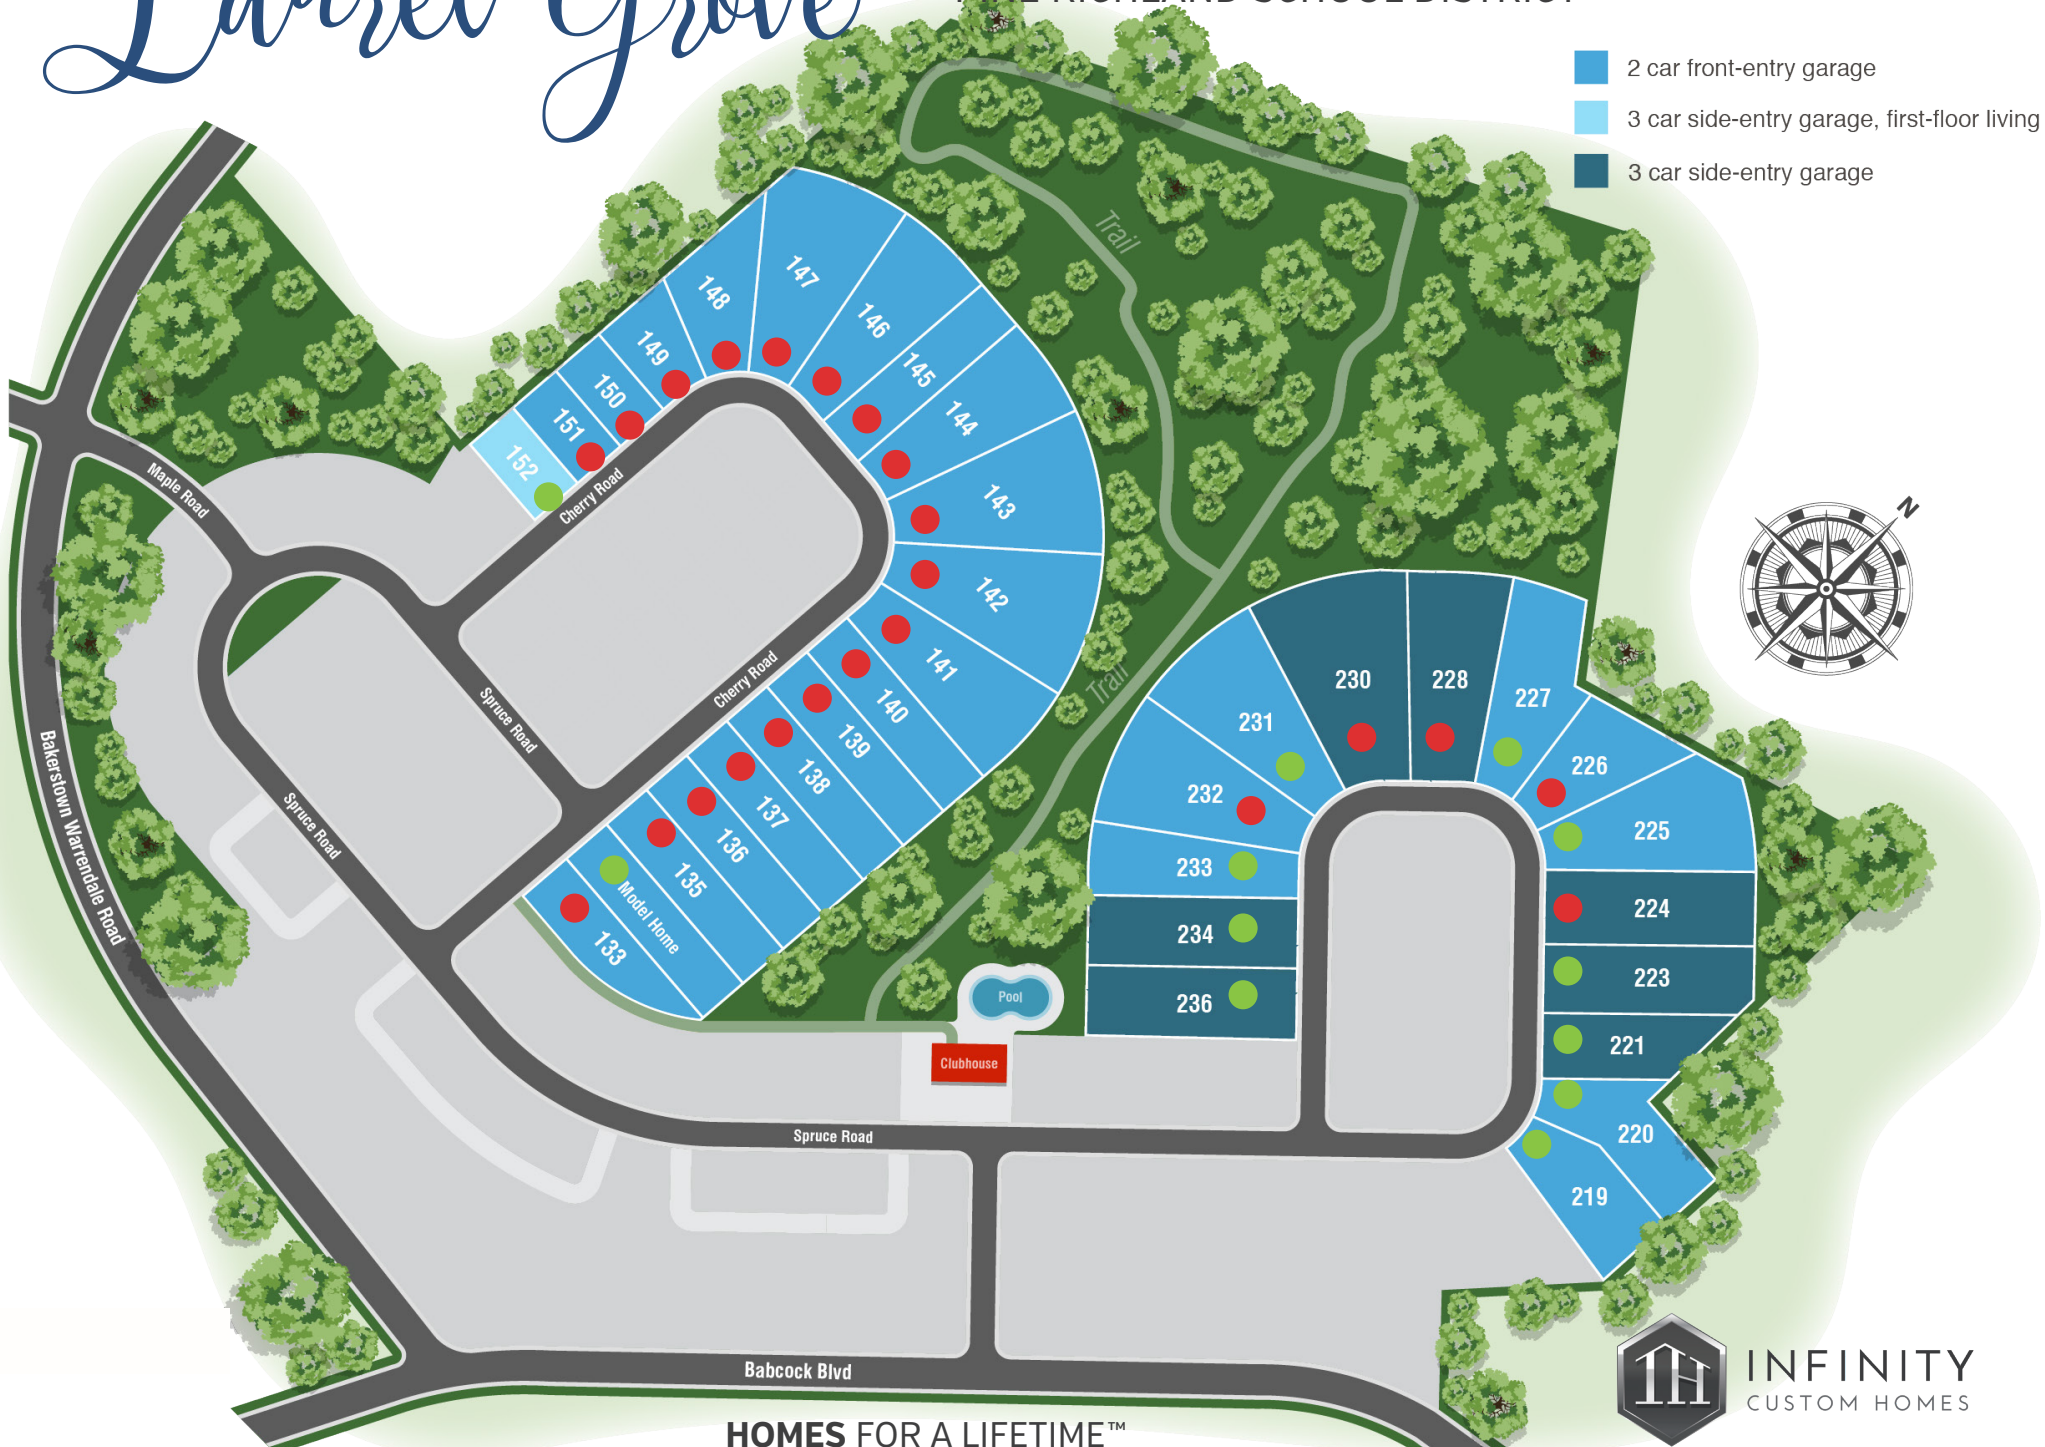 Laurel Grove
PINE-RICHLAND SCHOOL DISTRICT
2 car front-entry garage
3 car side-entry garage, first-floor living
3 car side-entry garage
Trail
147
148
146
149
145
150
144
151
152
143
142
141
140
139
138
137
136
135
Model Home
133
Cherry Road
Cherry Road
Maple Road
Spruce Road
Spruce Road
Bakerstown Warrendale Road
Trail
N
230
228
227
231
226
232
225
233
224
234
223
236
221
220
219
Pool
Clubhouse
Spruce Road
Babcock Blvd
INFINITY
CUSTOM HOMES
HOMES FOR A LIFETIME™